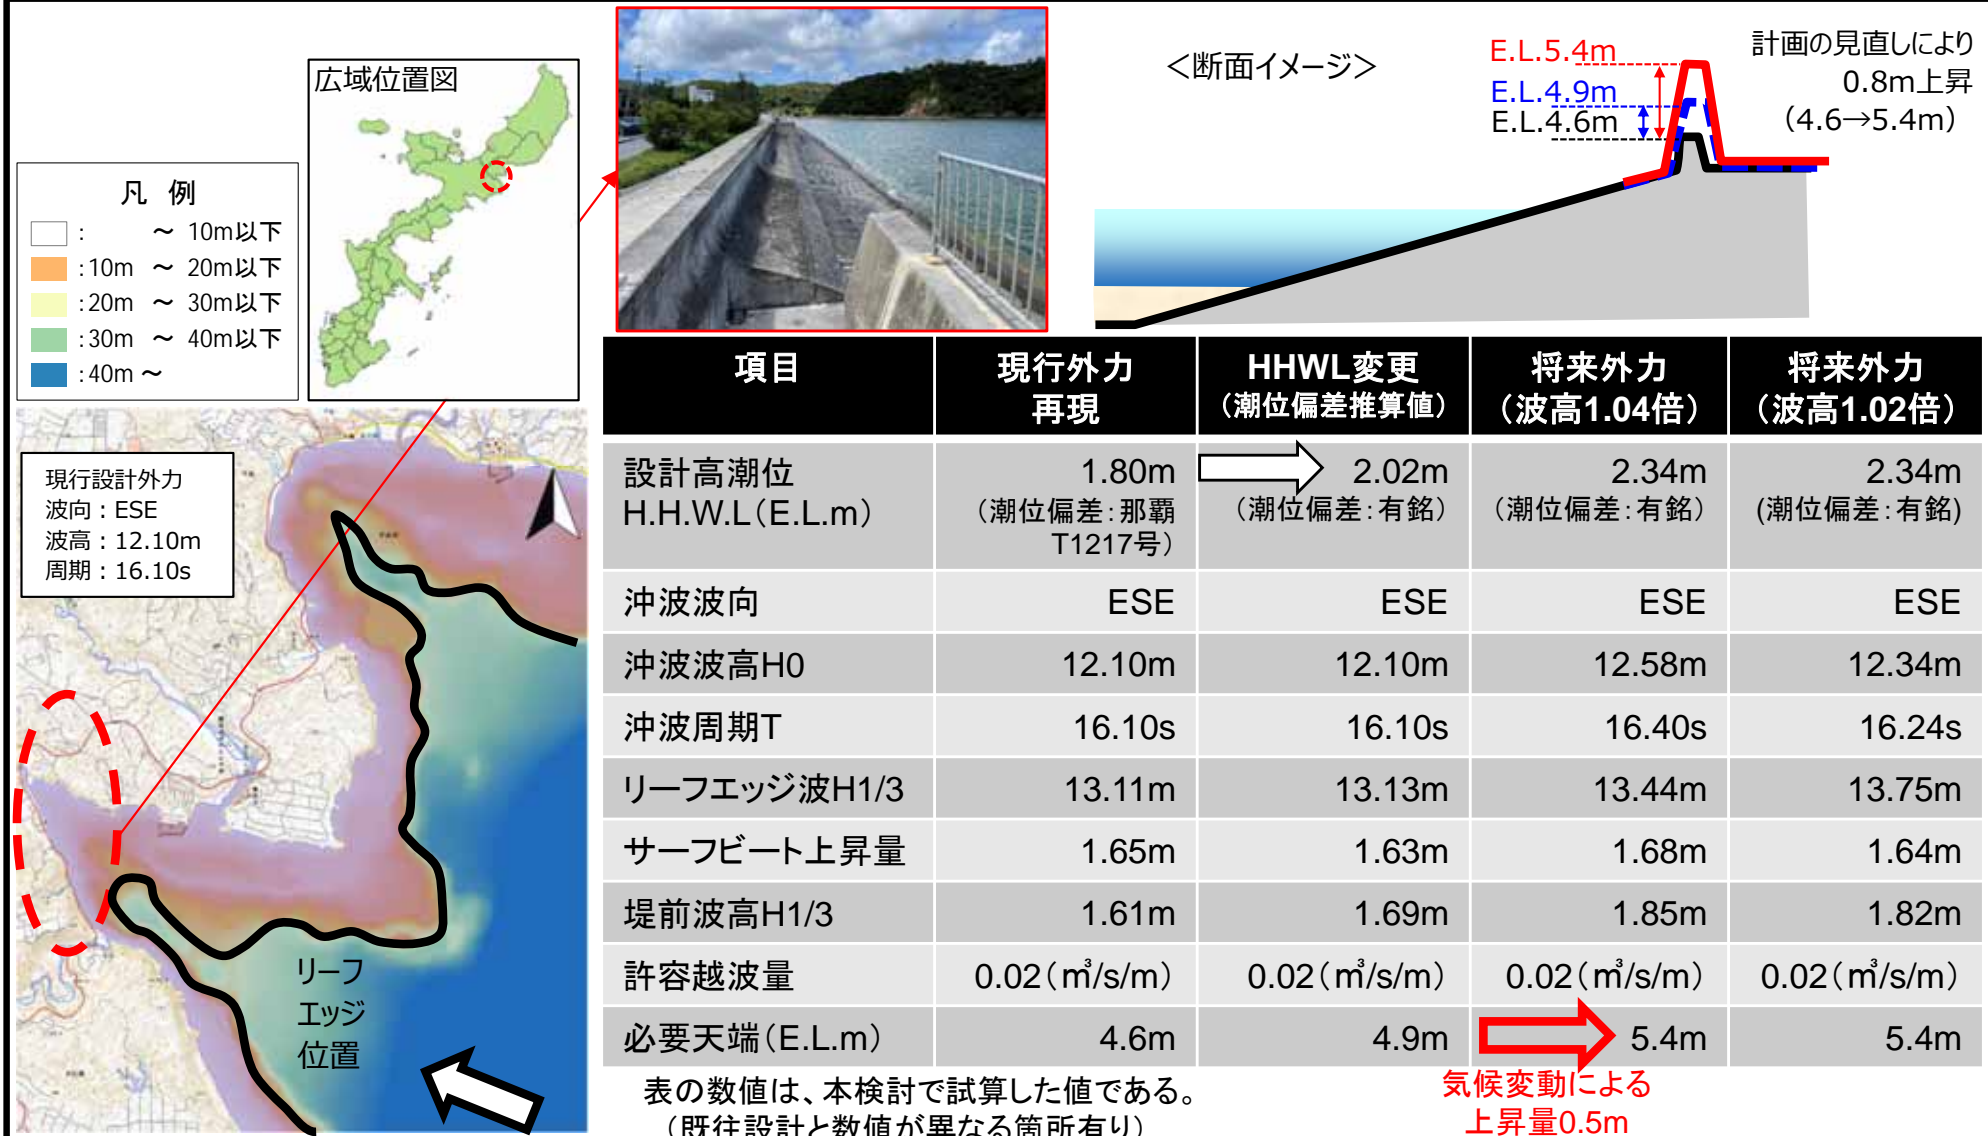 広域位置図
凡 例
: ～ 10m以下
:10m ～ 20m以下
:20m ～ 30m以下
:30m ～ 40m以下
:40m～
現行設計外力
波向：ESE
波高：12.10m
周期：16.10s
リーフ
エッジ
位置
＜断面イメージ＞
E.L.5.4m
E.L.4.9m
E.L.4.6m
計画の見直しにより
0.8m上昇
（4.6→5.4m）
項目 現行外力再現 HHWL変更（潮位偏差推算値） 将来外力（波高1.04倍） 将来外力（波高1.02倍）
設計高潮位H.H.W.L（E.L.m） 1.80m（潮位偏差：那覇T1217号） 2.02m（潮位偏差：有銘） 2.34m（潮位偏差：有銘） 2.34m(潮位偏差：有銘)
沖波波向 ESE ESE ESE ESE
沖波波高H0 12.10m 12.10m 12.58m 12.34m
沖波周期T 16.10s 16.10s 16.40s 16.24s
リーフエッジ波H1/3 13.11m 13.13m 13.44m 13.75m
サーフビート上昇量 1.65m 1.63m 1.68m 1.64m
堤前波高H1/3 1.61m 1.69m 1.85m 1.82m
許容越波量 0.02（㎥/s/m） 0.02（㎥/s/m） 0.02（㎥/s/m） 0.02（㎥/s/m）
必要天端（E.L.m） 4.6m 4.9m 5.4m 5.4m
表の数値は、本検討で試算した値である。
（既往設計と数値が異なる箇所有り）
気候変動による
上昇量0.5m